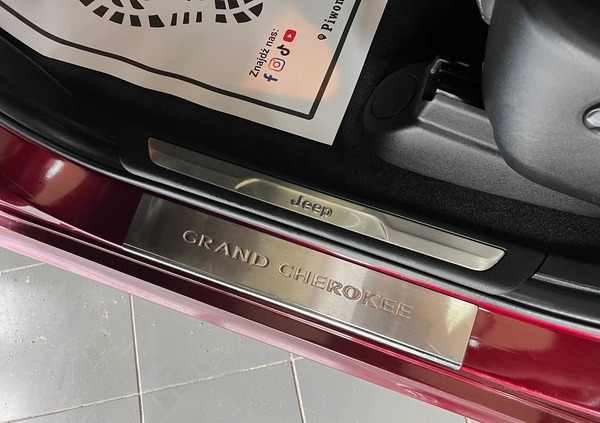 Znajdź nas:
Piwon
Jeep
GRAND CHEROKEE